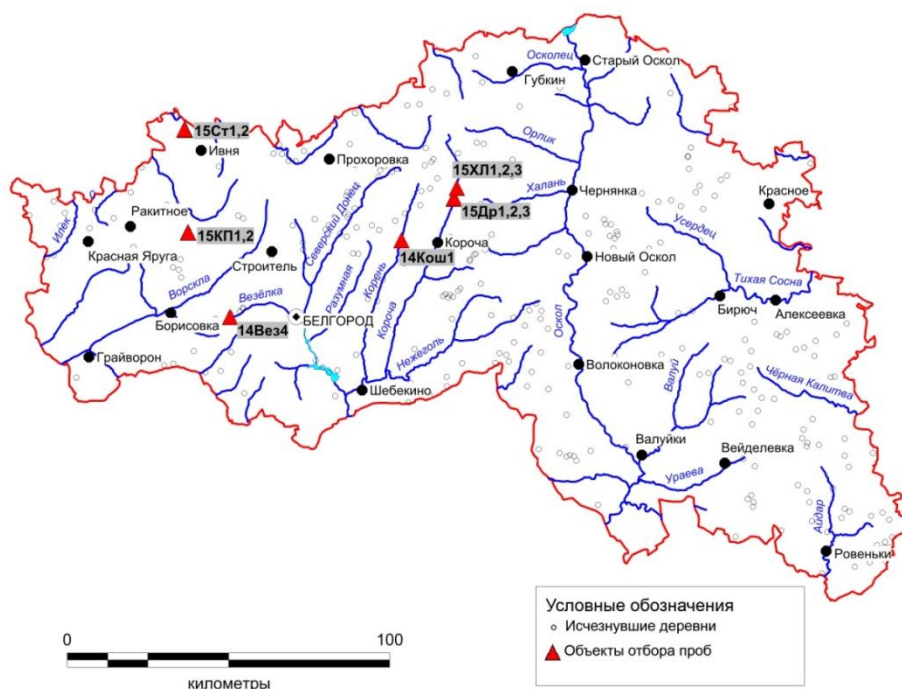 Осколец
Старый Оскол
Губкин
15Ст1,2
Ивня
Прохоровка
Орлик
15ХЛ1,2,3
Халань
Чернянка
Красное
15Др1,2,3
Илек
Ракитное
15КП1,2
Красная Яруга
Строитель
Северский Донец
Разумная
Корень
14Кош1
Короча
Короча
Новый Оскол
Усердец
Тихая Сосна
Бирюч
Алексеевка
Ворскла
Везёлка
Борисовка
14Вез4
БЕЛГОРОД
Оскол
Грайворон
Нежеголь
Шебекино
Волоконовка
Валуй
Чёрная Калитва
Валуйки
Вейделевка
Ураева
Айдар
Ровеньки
Условные обозначения
Исчезнувшие деревни
Объекты отбора проб
0
100
километры